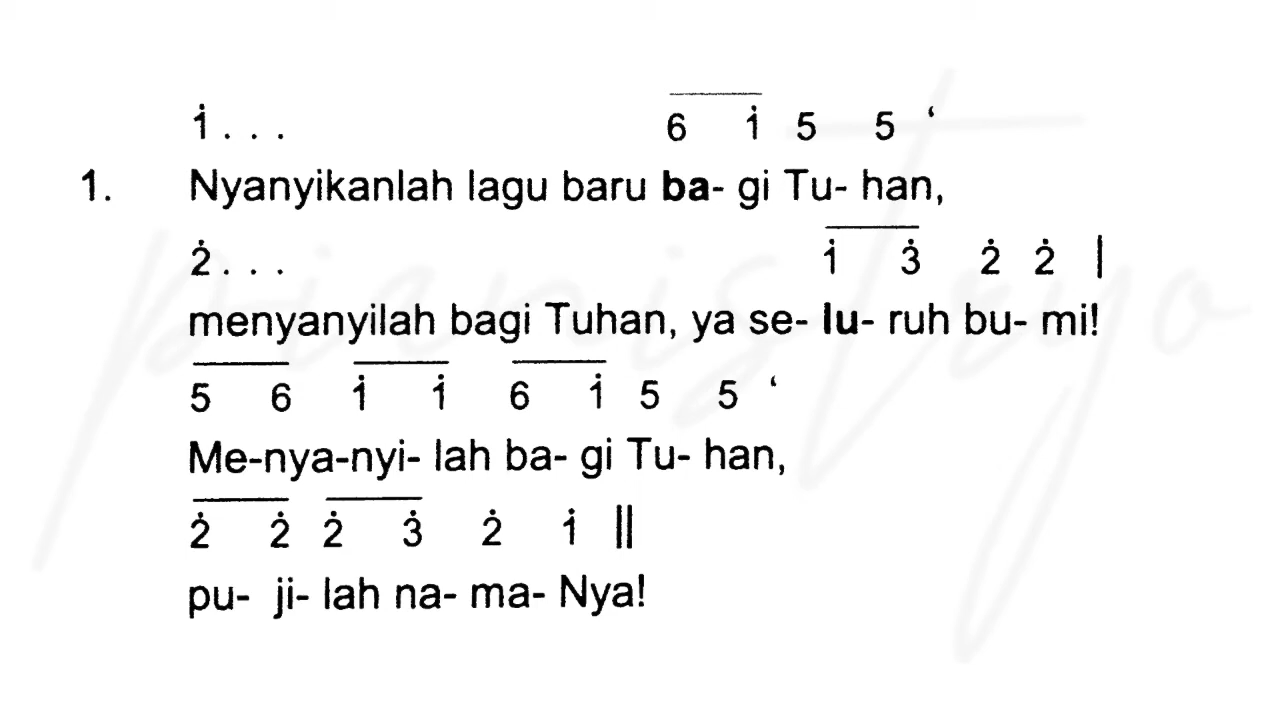 1̇ . . . 6 1̇ 5 5 ‘
1. Nyanyikanlah lagu baru ba- gi Tu- han,
2̇ . . . 1̇ 3̇ 2̇ 2̇ |
menyanyilah bagi Tuhan, ya se- lu- ruh bu- mi!
5 6 1̇ 1̇ 6 1̇ 5 5 ‘
Me-nya-nyi- lah ba- gi Tu- han,
2̇ 2̇ 2̇ 3̇ 2̇ 1̇ ||
pu- ji- lah na- ma- Nya!
pianisteyo